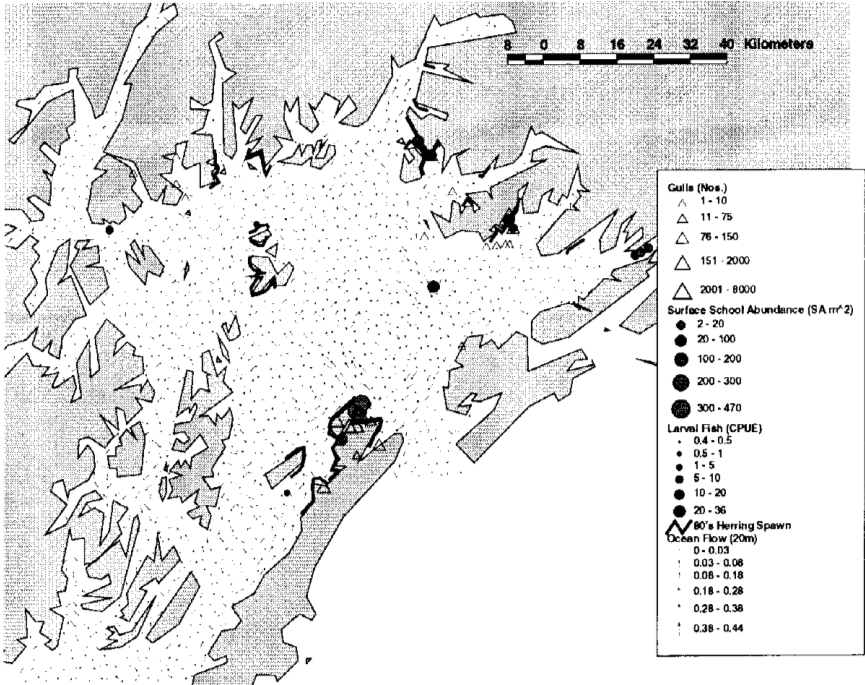 8 0 8 16 24 32 40 Kilometers
Gulls (Nos.)
1 - 10
11 - 75
76 - 150
151 - 2000
2001 - 8000
Surface School Abundance (SA m^2)
2 - 20
20 - 100
100 - 200
200 - 300
300 - 470
Larval Fish (CPUE)
0.4 - 0.5
0.5 - 1
1 - 5
5 - 10
10 - 20
20 - 36
80's Herring Spawn
Ocean Flow (20m)
0 - 0.03
0.03 - 0.08
0.08 - 0.18
0.18 - 0.28
0.28 - 0.38
0.38 - 0.44